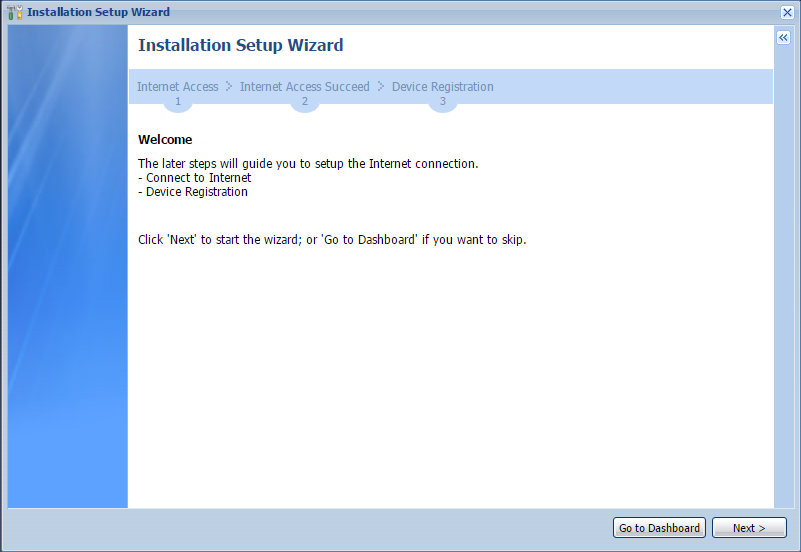 Installation Setup Wizard
Installation Setup Wizard
Internet Access > Internet Access Succeed > Device Registration
1 2 3
Welcome
The later steps will guide you to setup the Internet connection.
- Connect to Internet
- Device Registration
Click 'Next' to start the wizard; or 'Go to Dashboard' if you want to skip.
Go to Dashboard Next >